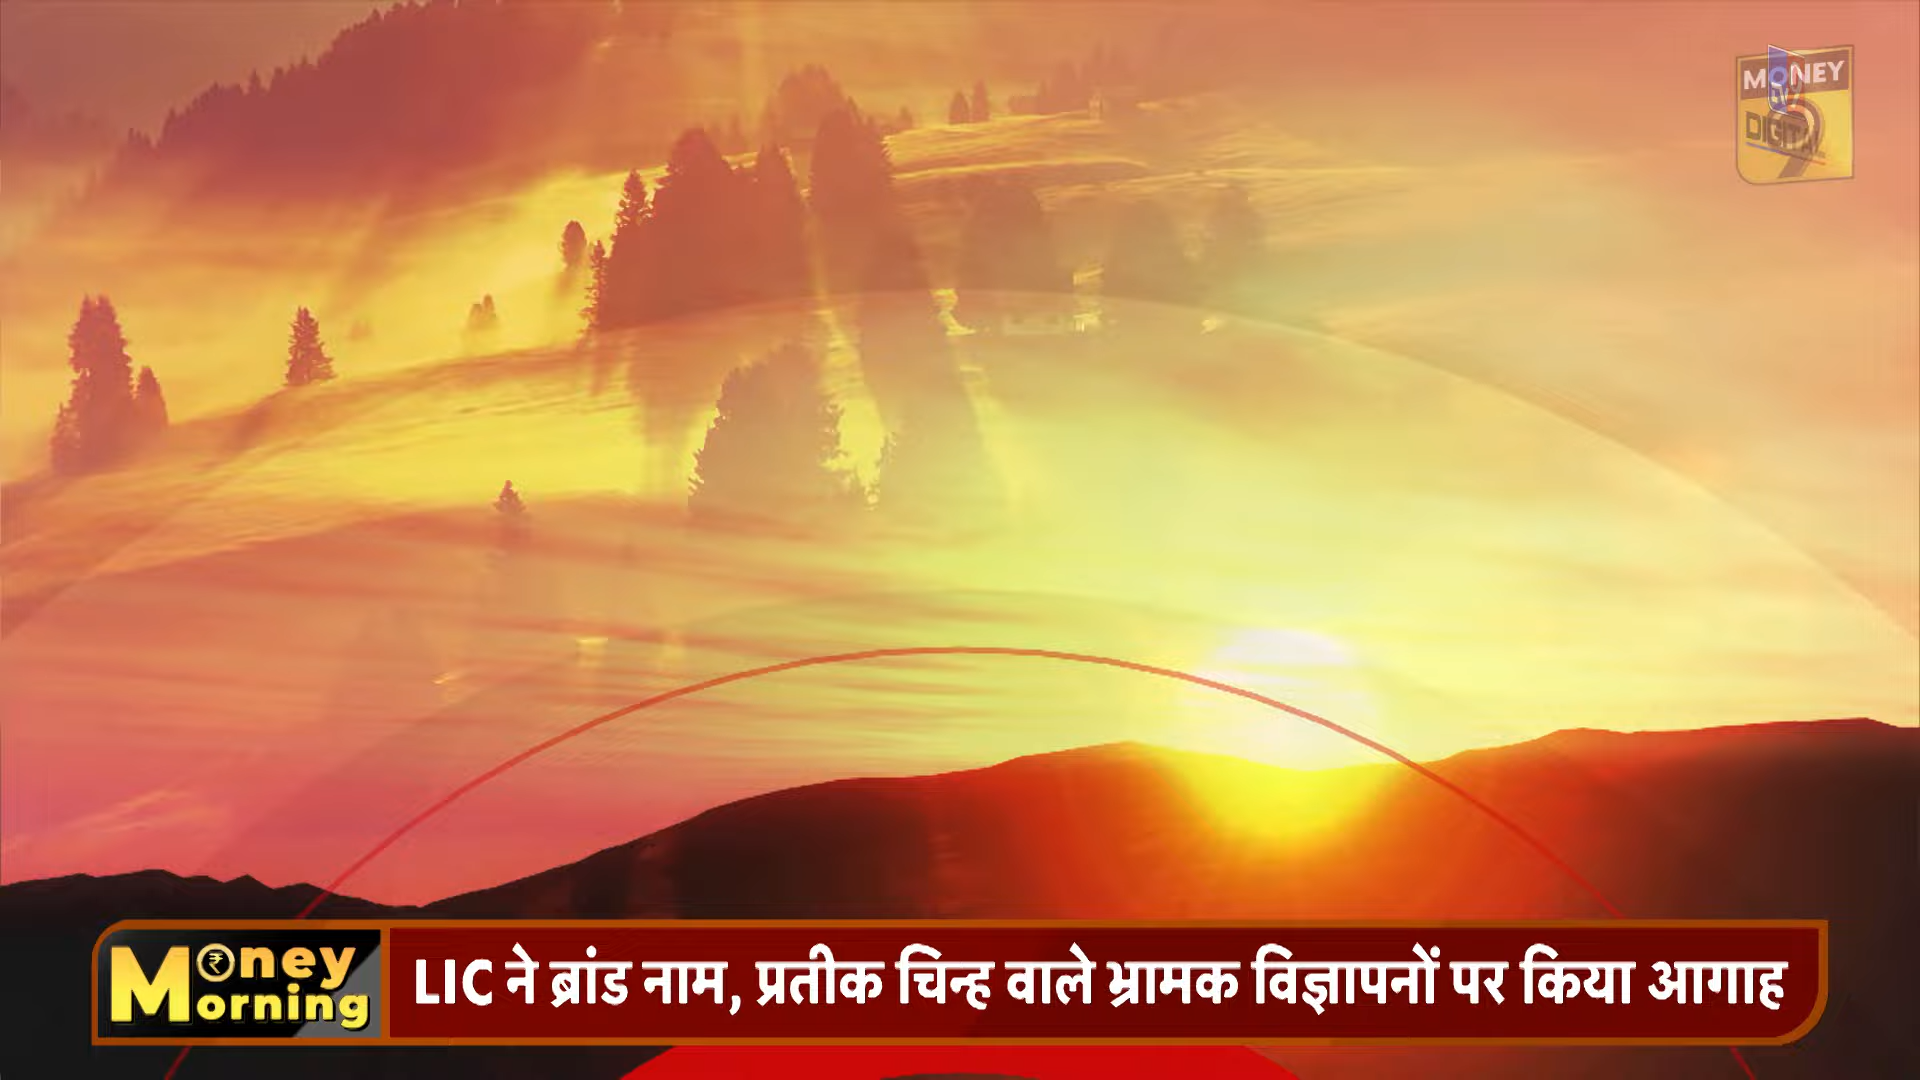 MONEY
DIGITAL
Money
Morning
LIC ने ब्रांड नाम, प्रतीक चिन्ह वाले भ्रामक विज्ञापनों पर किया आगाह